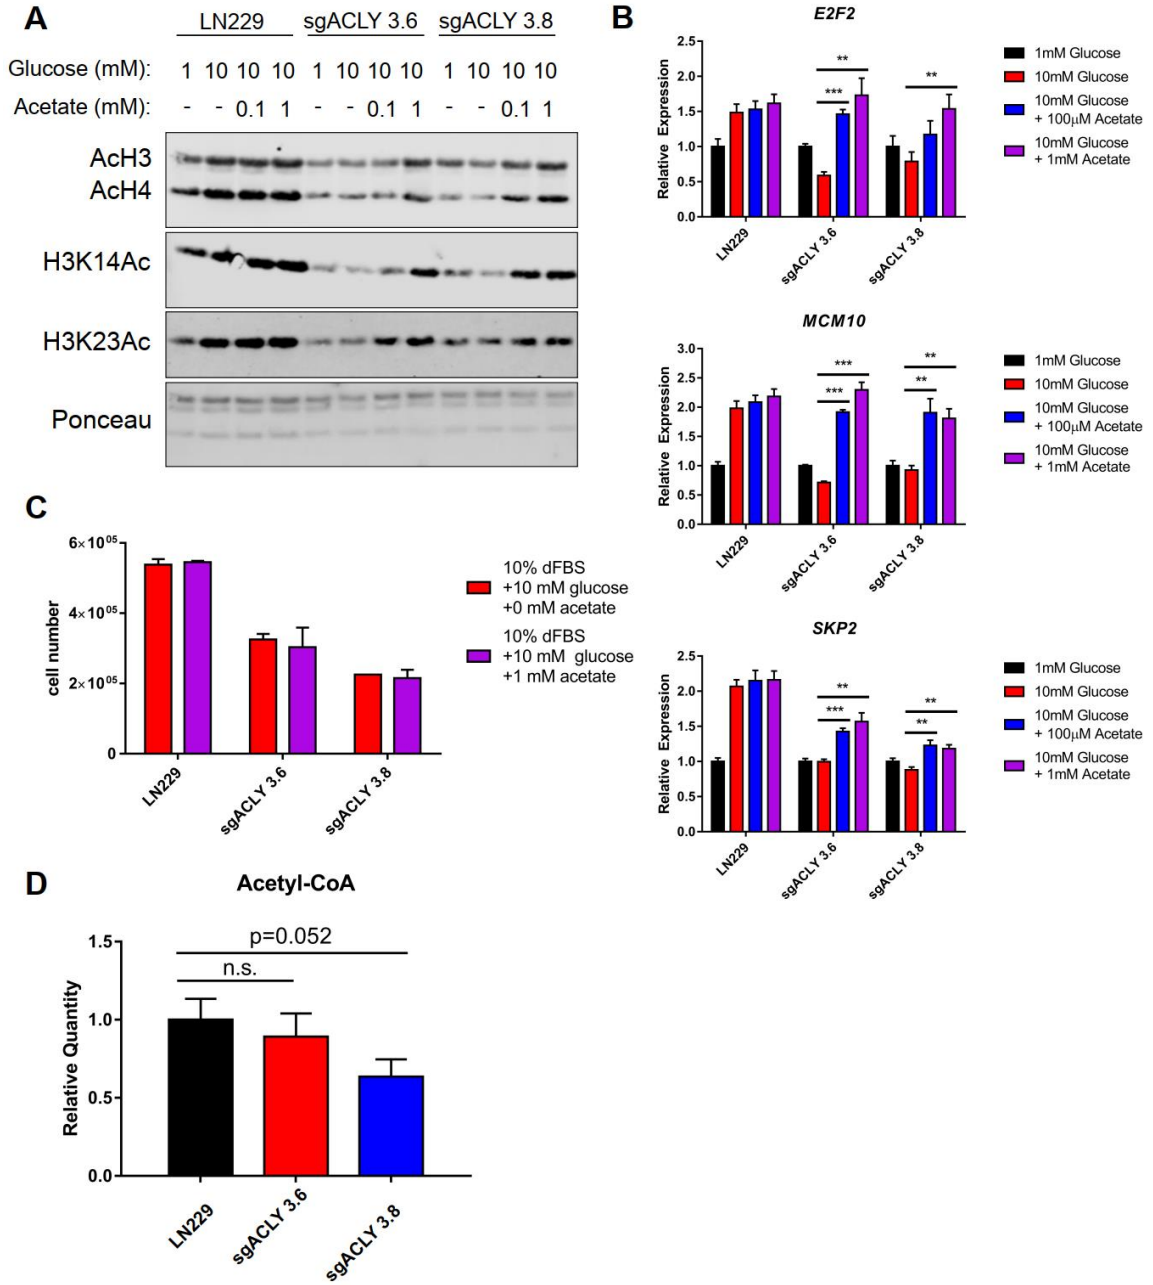 A
LN229 sgACLY 3.6 sgACLY 3.8
Glucose (mM): 1 10 10 10 1 10 10 10 1 10 10 10
Acetate (mM): - - 0.1 1 - - 0.1 1 - - 0.1 1
AcH3
AcH4
H3K14Ac
H3K23Ac
Ponceau
B
E2F2
Relative Expression
2.5
2.0
1.5
1.0
0.5
0.0
** *** **
LN229
sgACLY 3.6
sgACLY 3.8
1mM Glucose
10mM Glucose
10mM Glucose
+ 100μM Acetate
10mM Glucose
+ 1mM Acetate
MCM10
Relative Expression
3.0
2.5
2.0
1.5
1.0
0.5
0.0
*** *** ** **
LN229
sgACLY 3.6
sgACLY 3.8
1mM Glucose
10mM Glucose
10mM Glucose
+ 100μM Acetate
10mM Glucose
+ 1mM Acetate
SKP2
Relative Expression
2.5
2.0
1.5
1.0
0.5
0.0
** *** ** **
LN229
sgACLY 3.6
sgACLY 3.8
1mM Glucose
10mM Glucose
10mM Glucose
+ 100μM Acetate
10mM Glucose
+ 1mM Acetate
C
cell number
6×10⁰⁵
4×10⁰⁵
2×10⁰⁵
0
LN229
sgACLY 3.6
sgACLY 3.8
10% dFBS
+10 mM glucose
+0 mM acetate
10% dFBS
+10 mM glucose
+1 mM acetate
D
Acetyl-CoA
Relative Quantity
1.5
1.0
0.5
0.0
p=0.052
n.s.
LN229
sgACLY 3.6
sgACLY 3.8